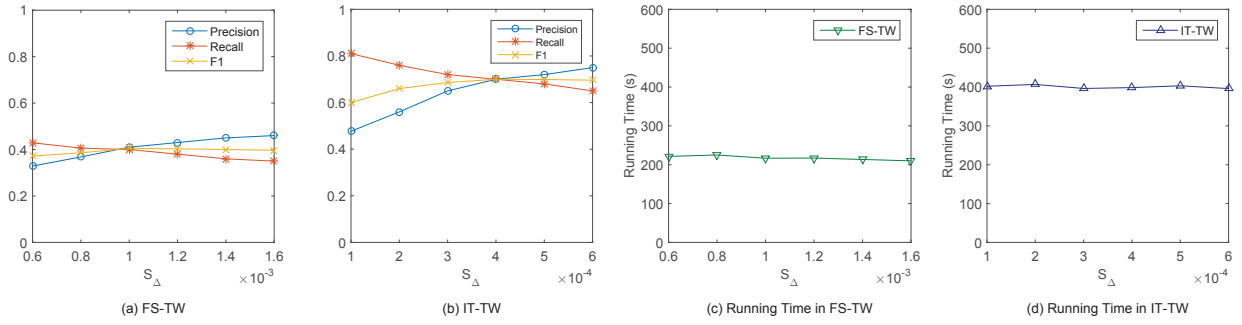 1
0.8
0.6
0.4
0.2
0
Precision
Recall
F1
0.6 0.8 1.0 1.2 1.4 1.6
S_Δ ×10^-3
(a) FS-TW
1
0.8
0.6
0.4
0.2
0
Precision
Recall
F1
1 2 3 4 5 6
S_Δ ×10^-4
(b) IT-TW
Running Time (s)
600
500
400
300
200
100
0
FS-TW
0.6 0.8 1.0 1.2 1.4 1.6
S_Δ ×10^-3
(c) Running Time in FS-TW
Running Time (s)
600
500
400
300
200
100
0
IT-TW
1 2 3 4 5 6
S_Δ ×10^-4
(d) Running Time in IT-TW